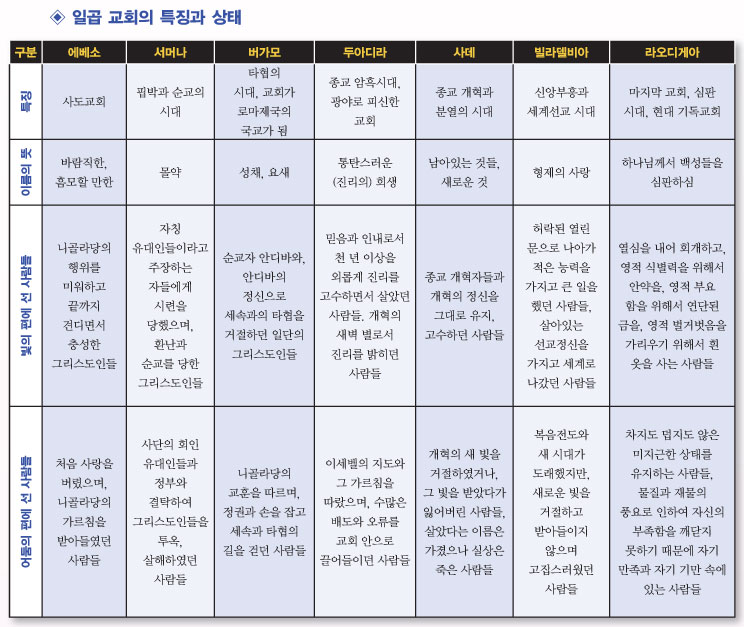 ◈ 일곱 교회의 특징과 상태
구분
에베소
서머나
버가모
두아디라
사데
빌라델비아
라오디게아
특징
사도교회
핍박과 순교의
시대
타협의
시대, 교회가
로마제국의
국교가 됨
종교 암흑시대,
광야로 피신한
교회
종교 개혁과
분열의 시대
신앙부흥과
세계선교 시대
마지막 교회, 심판
시대, 현대 기독교회
이름의 뜻
바람직한,
흠모할 만한
몰약
성채, 요새
통탄스러운
(진리의) 희생
남아있는 것들,
새로운 것
형제의 사랑
하나님께서 백성들을
심판하심
빛의 편에 선 사람들
니골라당의
행위를
미워하고
끝까지
견디면서
충성한
그리스도인들
자칭
유대인들이라고
주장하는
자들에게
시련을
당했으며,
환난과
순교를 당한
그리스도인들
순교자 안디바와,
안디바의
정신으로
세속과의 타협을
거절하던 일단의
그리스도인들
믿음과 인내로서
천 년 이상을
외롭게 진리를
고수하면서 살았던
사람들. 개혁의
새벽 별로서
진리를 밝히던
사람들
종교 개혁자들과
개혁의 정신을
그대로 유지,
고수하던 사람들
허락된 열린
문으로 나아가
적은 능력을
가지고 큰 일을
했던 사람들,
살아있는
선교정신을
가지고 세계로
나갔던 사람들
열심을 내어 회개하고,
영적 식별력을 위해서
안약을, 영적 부요
함을 위해서 연단된
금을, 영적 벌거벗음을
가리우기 위해서 흰
옷을 사는 사람들
어둠의 편에 선 사람들
처음 사랑을
버렸으며,
니골라당의
가르침을
받아들였던
사람들
사단의 회인
유대인들과
정부와
결탁하여
그리스도인들을
투옥,
살해하였던
사람들
니골라당의
교훈을 따르며,
정권과 손을 잡고
세속과 타협의
길을 걷던 사람들
이세벨의 지도와
그 가르침을
따랐으며, 수많은
배도와 오류를
교회 안으로
끌어들이던 사람들
개혁의 새 빛을
거절하였거나,
그 빛을 받았다가
잃어버린 사람들,
살았다는 이름은
가졌으나 실상은
죽은 사람들
복음전도와
새 시대가
도래했지만,
새로운 빛을
거절하고
받아들이지
않으며
고집스러웠던
사람들
차지도 덥지도 않은
미지근한 상태를
유지하는 사람들,
물질과 재물의
풍요로 인하여 자신의
부족함을 깨닫지
못하기 때문에 자기
만족과 자기 기만 속에
있는 사람들